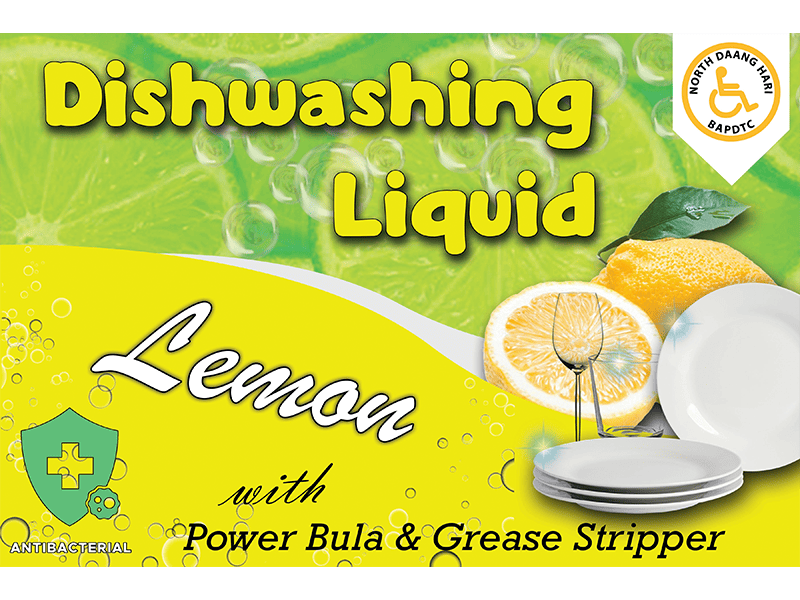 Dishwashing
Liquid
NORTH DAANG HARI
BAPDTC
Lemon
with
Power Bula & Grease Stripper
ANTIBACTERIAL